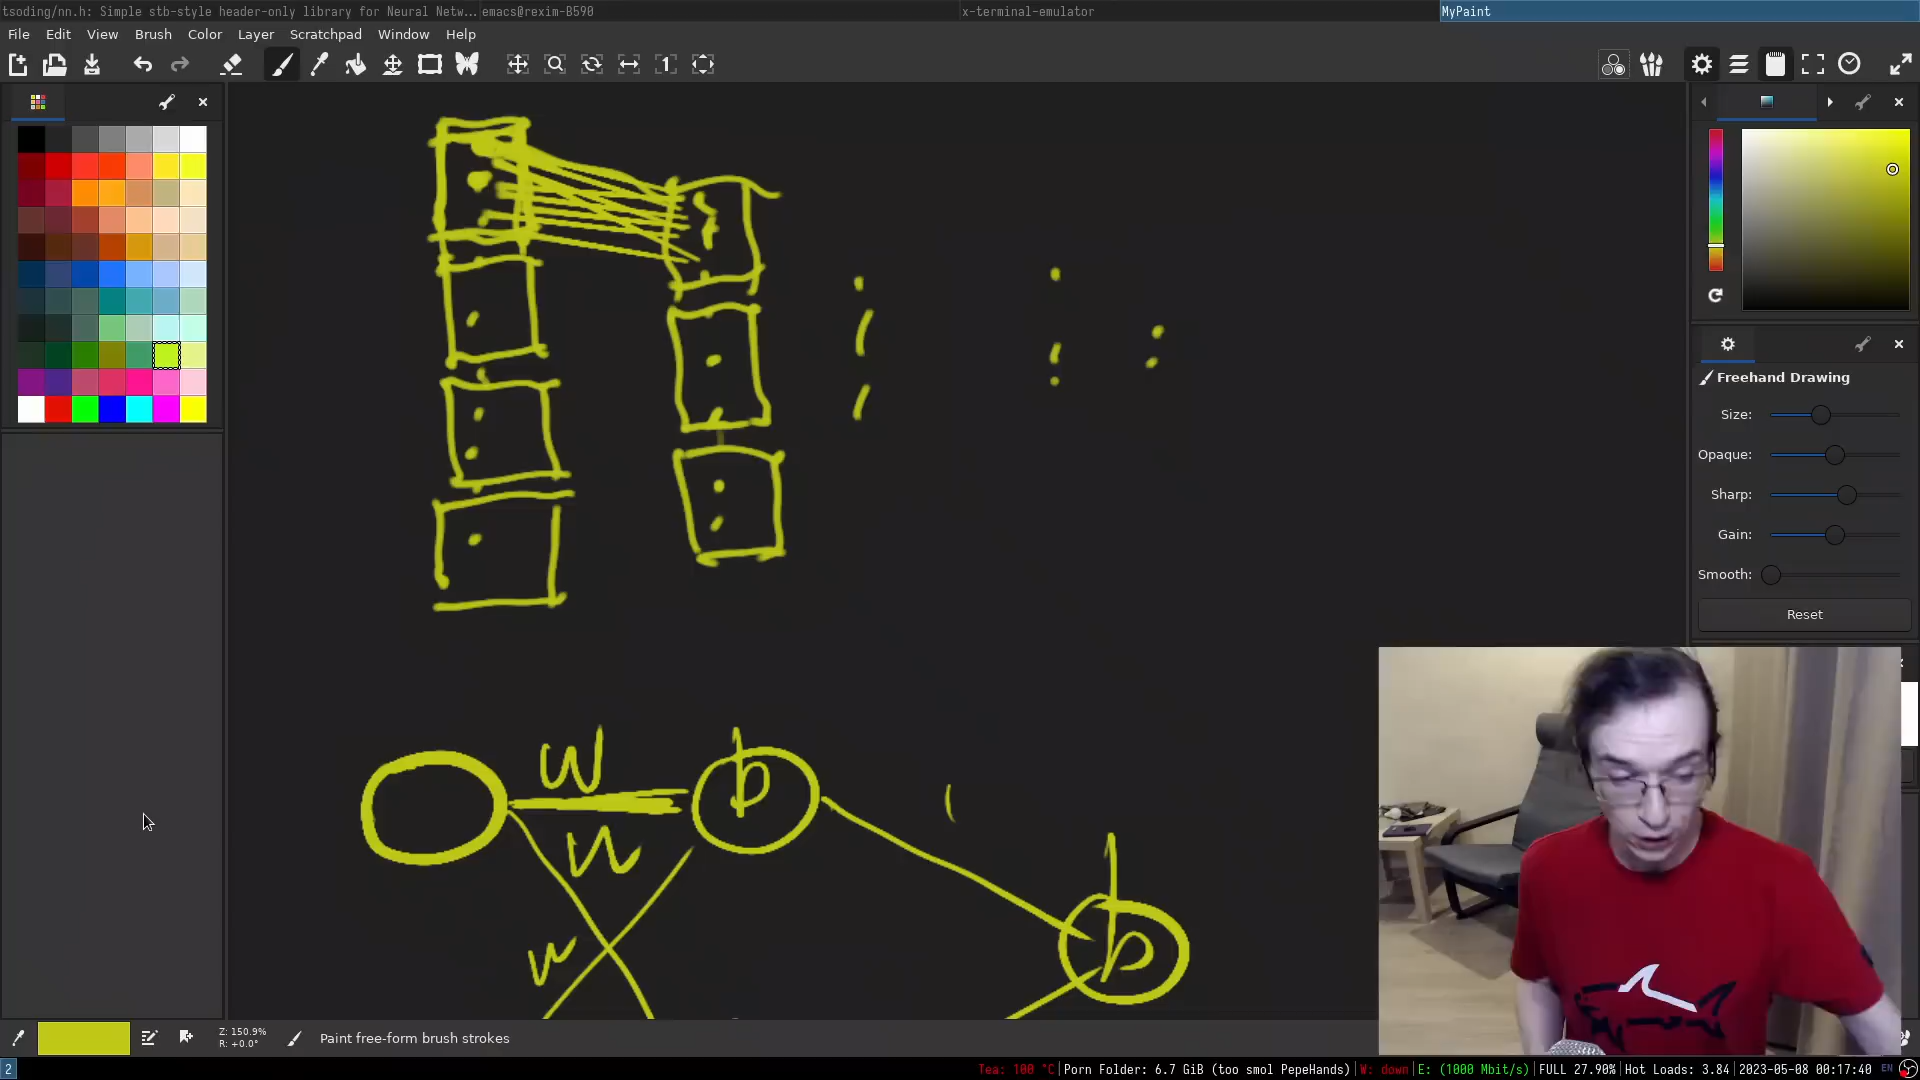 tsoding/nn.h: Simple stb-style header-only library for Neural Netw... emacs@rexim-B590 x-terminal-emulator MyPaint
File Edit View Brush Color Layer Scratchpad Window Help
1
Freehand Drawing
Size:
Opaque:
Sharp:
Gain:
Smooth:
Reset
W
b
w
b
w
Z: 150.9%
R: +0.0°
Paint free-form brush strokes
2 Tea: 100 °C Porn Folder: 6.7 GiB (too smol PepeHands) W: down E: (1000 Mbit/s) FULL 27.90% Hot Loads: 3.84 2023-05-08 00:17:40 EN